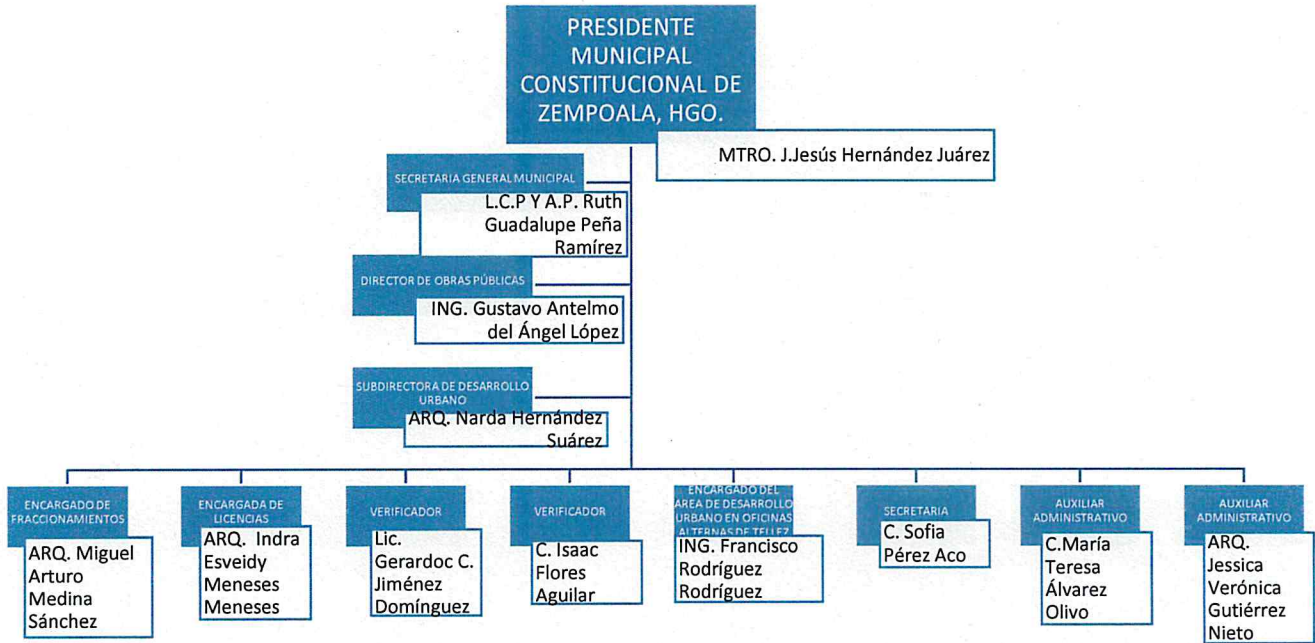 PRESIDENTE
MUNICIPAL
CONSTITUCIONAL DE
ZEMPOALA, HGO.
MTRO. J.Jesús Hernández Juárez
SECRETARIA GENERAL MUNICIPAL
L.C.P Y A.P. Ruth
Guadalupe Peña
Ramírez
DIRECTOR DE OBRAS PÚBLICAS
ING. Gustavo Antelmo
del Ángel López
SUBDIRECTORA DE DESARROLLO
URBANO
ARQ. Narda Hernández
Suárez
ENCARGADO DE
FRACCIONAMIENTOS
ARQ. Miguel
Arturo
Medina
Sánchez
ENCARGADA DE
LICENCIAS
ARQ. Indra
Esveidy
Meneses
Meneses
VERIFICADOR
Lic.
Gerardoc C.
Jiménez
Domínguez
VERIFICADOR
C. Isaac
Flores
Aguilar
ENCARGADO DEL
AREA DE DESARROLLO
URBANO EN OFICINAS
ALTERNAS DE TELLEZ
ING. Francisco
Rodríguez
Rodríguez
SECRETARIA
C. Sofia
Pérez Aco
AUXILIAR
ADMINISTRATIVO
C.María
Teresa
Álvarez
Olivo
AUXILIAR
ADMINISTRATIVO
ARQ.
Jessica
Verónica
Gutiérrez
Nieto